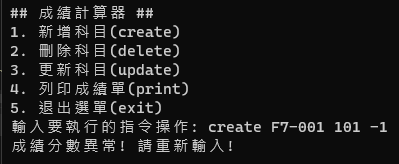 ## 成績計算器 ##
1. 新增科目(create)
2. 刪除科目(delete)
3. 更新科目(update)
4. 列印成績單(print)
5. 退出選單(exit)
輸入要執行的指令操作: create F7-001 101 -1
成績分數異常! 請重新輸入!